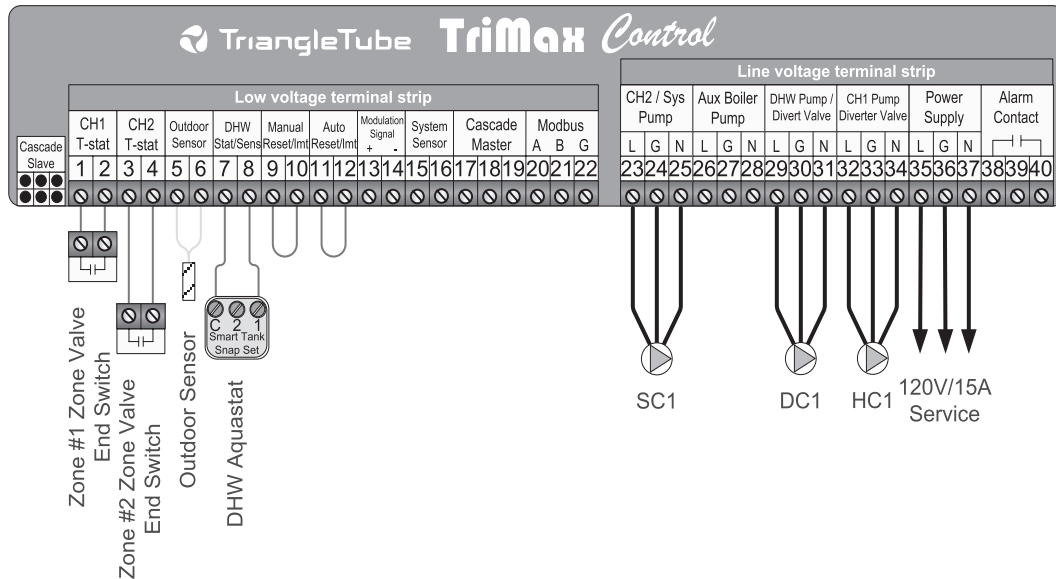 TriangleTube TriMax Control
Low voltage terminal strip
Cascade Slave
CH1 T-stat
CH2 T-stat
Outdoor Sensor
DHW Stat/Sens
Manual Reset/Imt
Auto Reset/Imt
Modulation Signal + -
System Sensor
Cascade Master
Modbus A B G
1 2 3 4 5 6 7 8 9 10 11 12 13 14 15 16 17 18 19 20 21 22
Line voltage terminal strip
CH2 / Sys Pump
Aux Boiler Pump
DHW Pump / Divert Valve
CH1 Pump Diverter Valve
Power Supply
Alarm Contact
L G N L G N L G N L G N L G N
23 24 25 26 27 28 29 30 31 32 33 34 35 36 37 38 39 40
C 2 1
Smart Tank
Snap Set
Zone #1 Zone Valve
End Switch
Zone #2 Zone Valve
End Switch
Outdoor Sensor
DHW Aquastat
SC1
DC1
HC1
120V/15A
Service